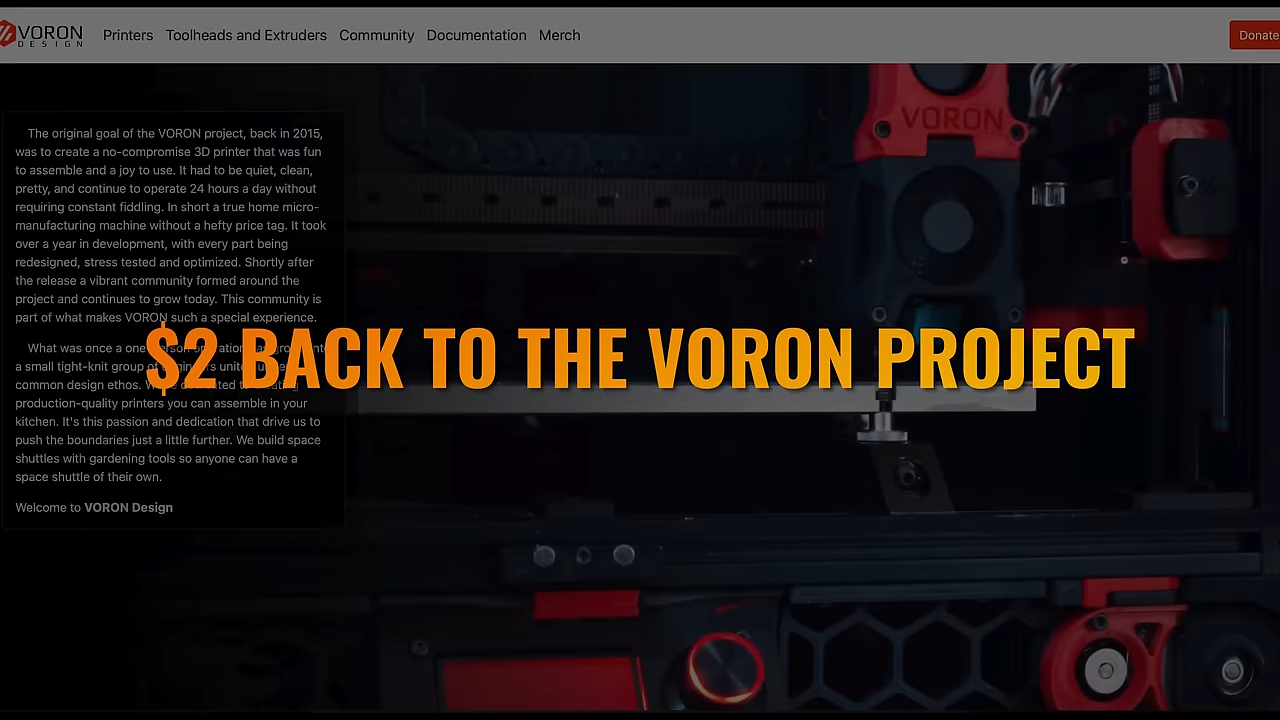 VORON
DESIGN
Printers Toolheads and Extruders Community Documentation Merch
Donate
VORON
The original goal of the VORON project, back in 2015,
was to create a no-compromise 3D printer that was fun
to assemble and a joy to use. It had to be quiet, clean,
pretty, and continue to operate 24 hours a day without
requiring constant fiddling. In short a true home micro-
manufacturing machine without a hefty price tag. It took
over a year in development, with every part being
redesigned, stress tested and optimized. Shortly after
the release a vibrant community formed around the
project and continues to grow today. This community is
part of what makes VORON such a special experience.
$2 BACK TO THE VORON PROJECT
What was once a one
a small tight-knit group of
common design ethos.
production-quality printers you can assemble in your
kitchen. It's this passion and dedication that drive us to
push the boundaries just a little further. We build space
shuttles with gardening tools so anyone can have a
space shuttle of their own.
Welcome to VORON Design